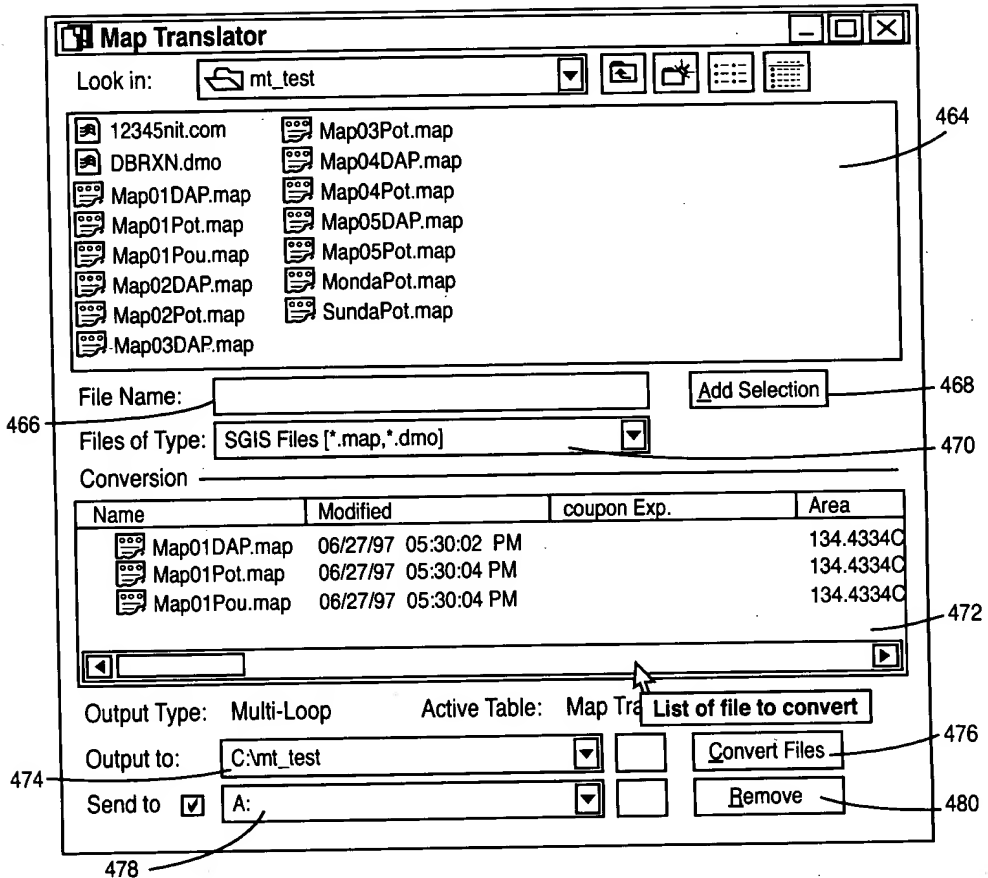 Map Translator
Look in: mt_test
464
12345nit.com Map03Pot.map
DBRXN.dmo Map04DAP.map
Map01DAP.map Map04Pot.map
Map01Pot.map Map05DAP.map
Map01Pou.map Map05Pot.map
Map02DAP.map MondaPot.map
Map02Pot.map SundaPot.map
Map03DAP.map
File Name: Add Selection 468
466
Files of Type: SGIS Files [*.map,*.dmo] 470
Conversion
Name Modified coupon Exp. Area
Map01DAP.map 06/27/97 05:30:02 PM 134.4334C
Map01Pot.map 06/27/97 05:30:04 PM 134.4334C
Map01Pou.map 06/27/97 05:30:04 PM 134.4334C
472
Output Type: Multi-Loop Active Table: Map Tra List of file to convert
476
Output to: C:\mt_test Convert Files
474
Send to A: Remove 480
478